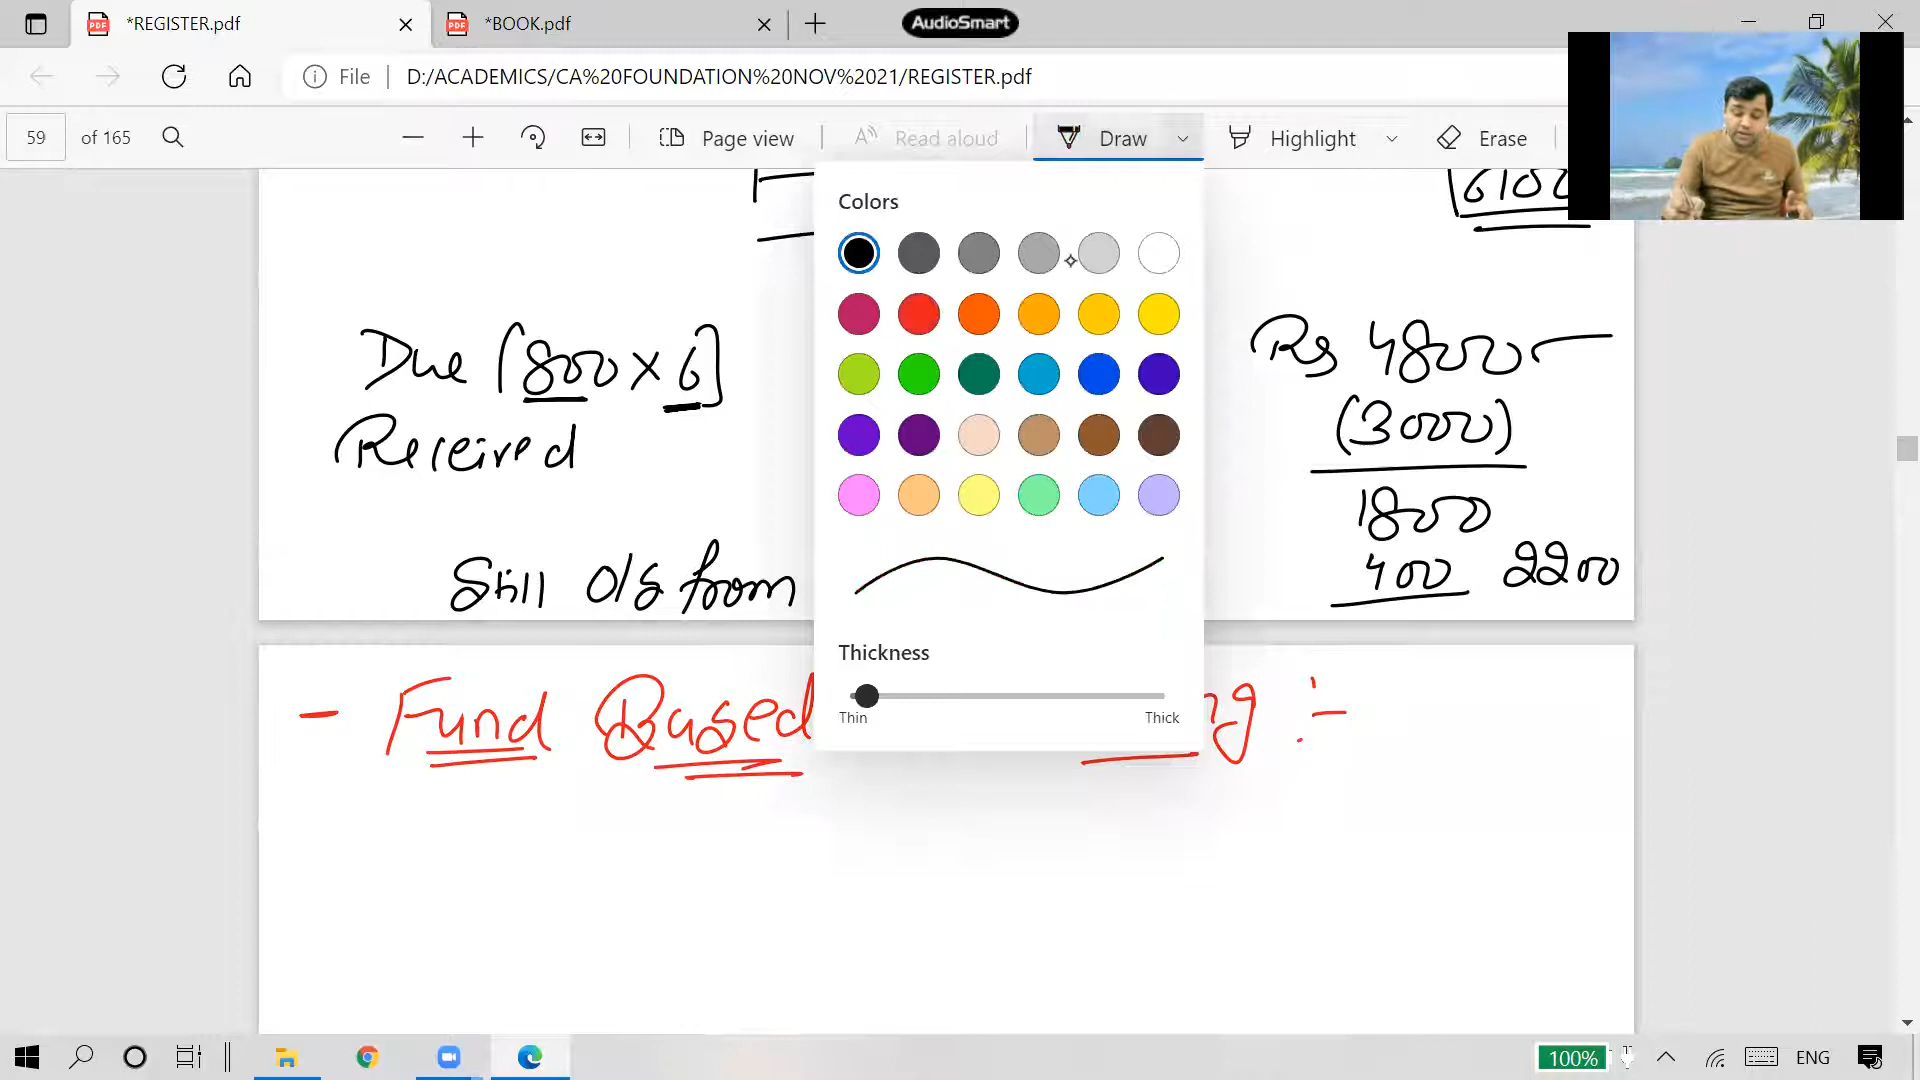 *REGISTER.pdf
*BOOK.pdf
AudioSmart
File
D:/ACADEMICS/CA%20FOUNDATION%20NOV%2021/REGISTER.pdf
59 of 165
Page view
Read aloud
Draw
Highlight
Erase
Colors
Due [800 × 6]
Rs 4800
Received
(3000)
1800
Still O/S from
400 2200
Thickness
Thin
Thick
- Fund Based
:-
100%
ENG